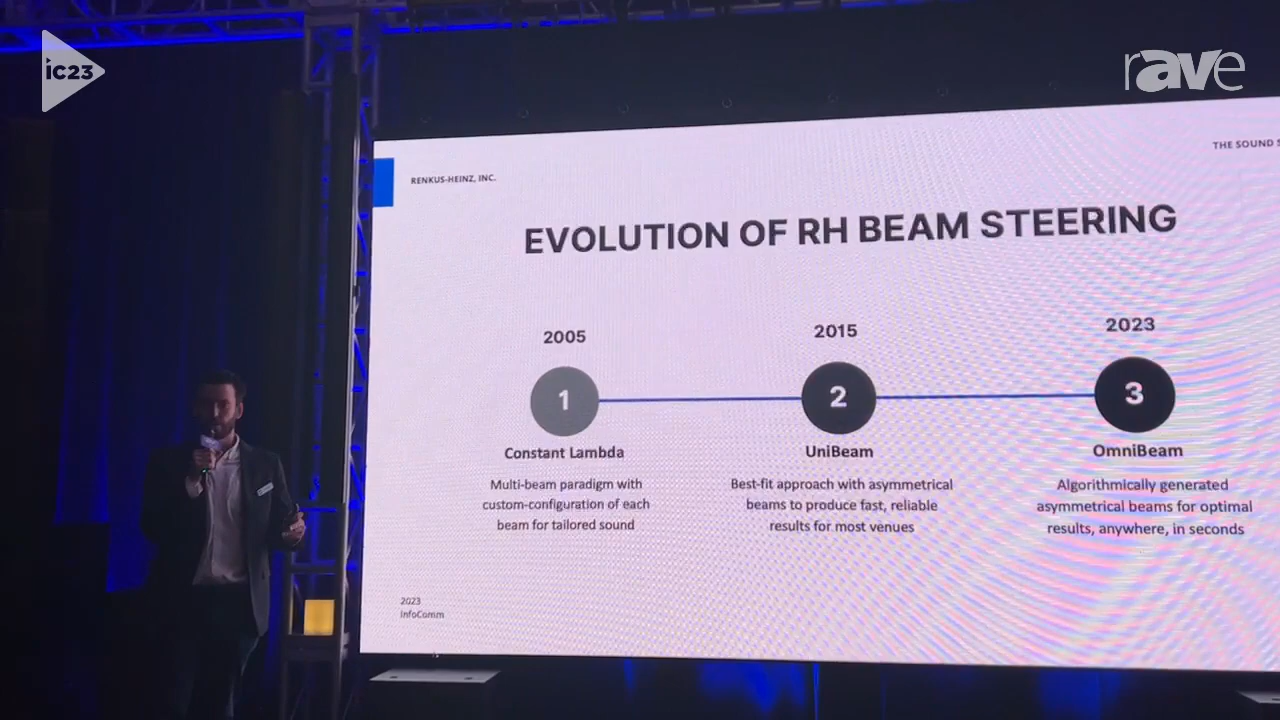 ic23
rave
RENKUS-HEINZ, INC.
THE SOUND
EVOLUTION OF RH BEAM STEERING
2005
2015
2023
1
2
3
Constant Lambda
UniBeam
OmniBeam
Multi-beam paradigm with
custom-configuration of each
beam for tailored sound
Best-fit approach with asymmetrical
beams to produce fast, reliable
results for most venues
Algorithmically generated
asymmetrical beams for optimal
results, anywhere, in seconds
2023
InfoComm